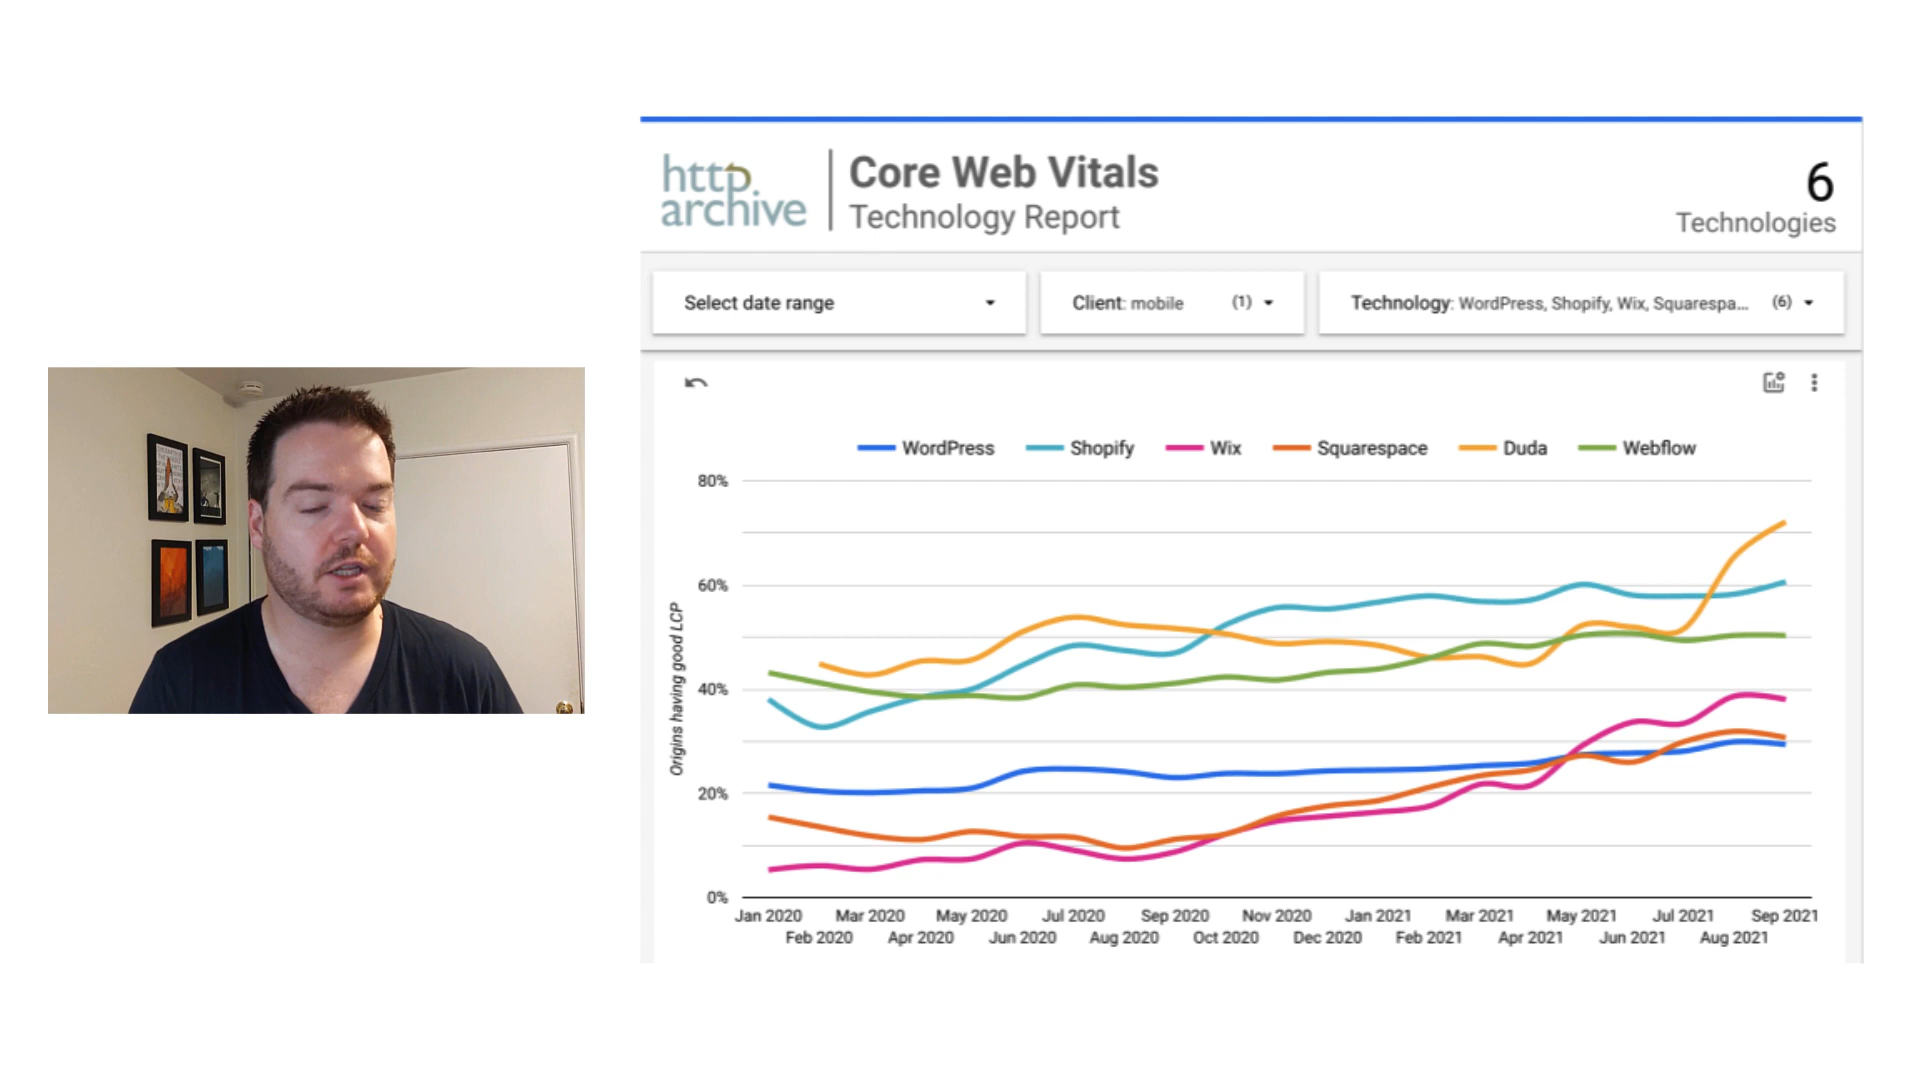 http
archive
Core Web Vitals
Technology Report
6
Technologies
Select date range
Client: mobile (1)
Technology: WordPress, Shopify, Wix, Squarespa... (6)
WordPress Shopify Wix Squarespace Duda Webflow
Origins having good LCP
80%
60%
40%
20%
0%
Jan 2020 Mar 2020 May 2020 Jul 2020 Sep 2020 Nov 2020 Jan 2021 Mar 2021 May 2021 Jul 2021 Sep 2021
Feb 2020 Apr 2020 Jun 2020 Aug 2020 Oct 2020 Dec 2020 Feb 2021 Apr 2021 Jun 2021 Aug 2021